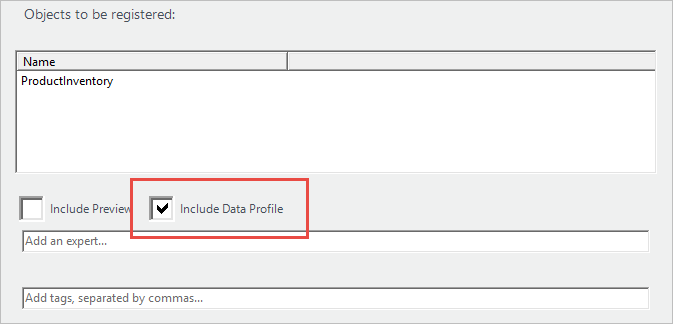 Objects to be registered:
Name
ProductInventory
Include Preview Include Data Profile
Add an expert...
Add tags, separated by commas...